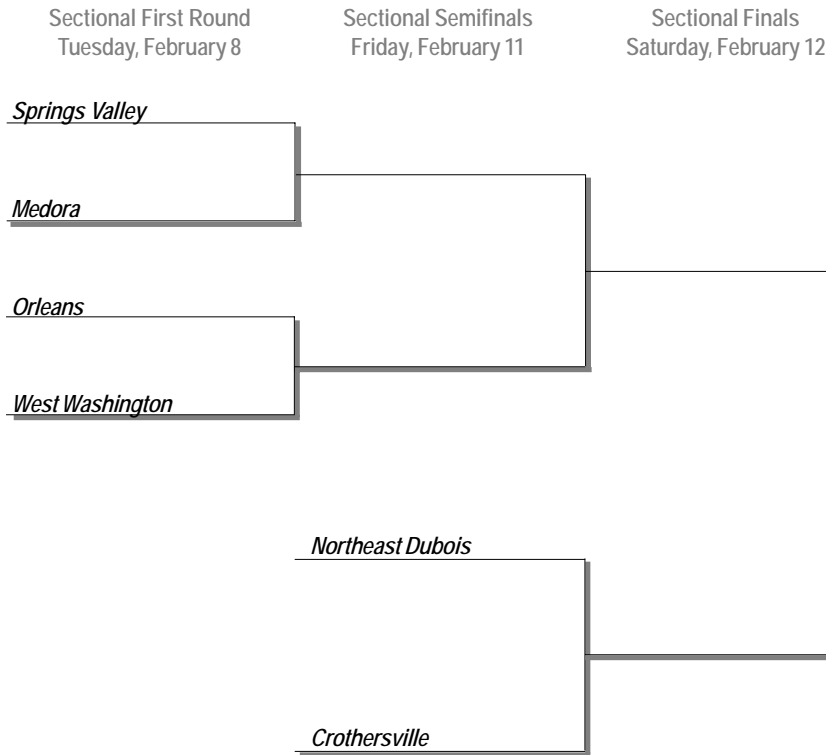 Sectional First Round
Tuesday, February 8
Sectional Semifinals
Friday, February 11
Sectional Finals
Saturday, February 12
Springs Valley
Medora
Orleans
West Washington
Northeast Dubois
Crothersville